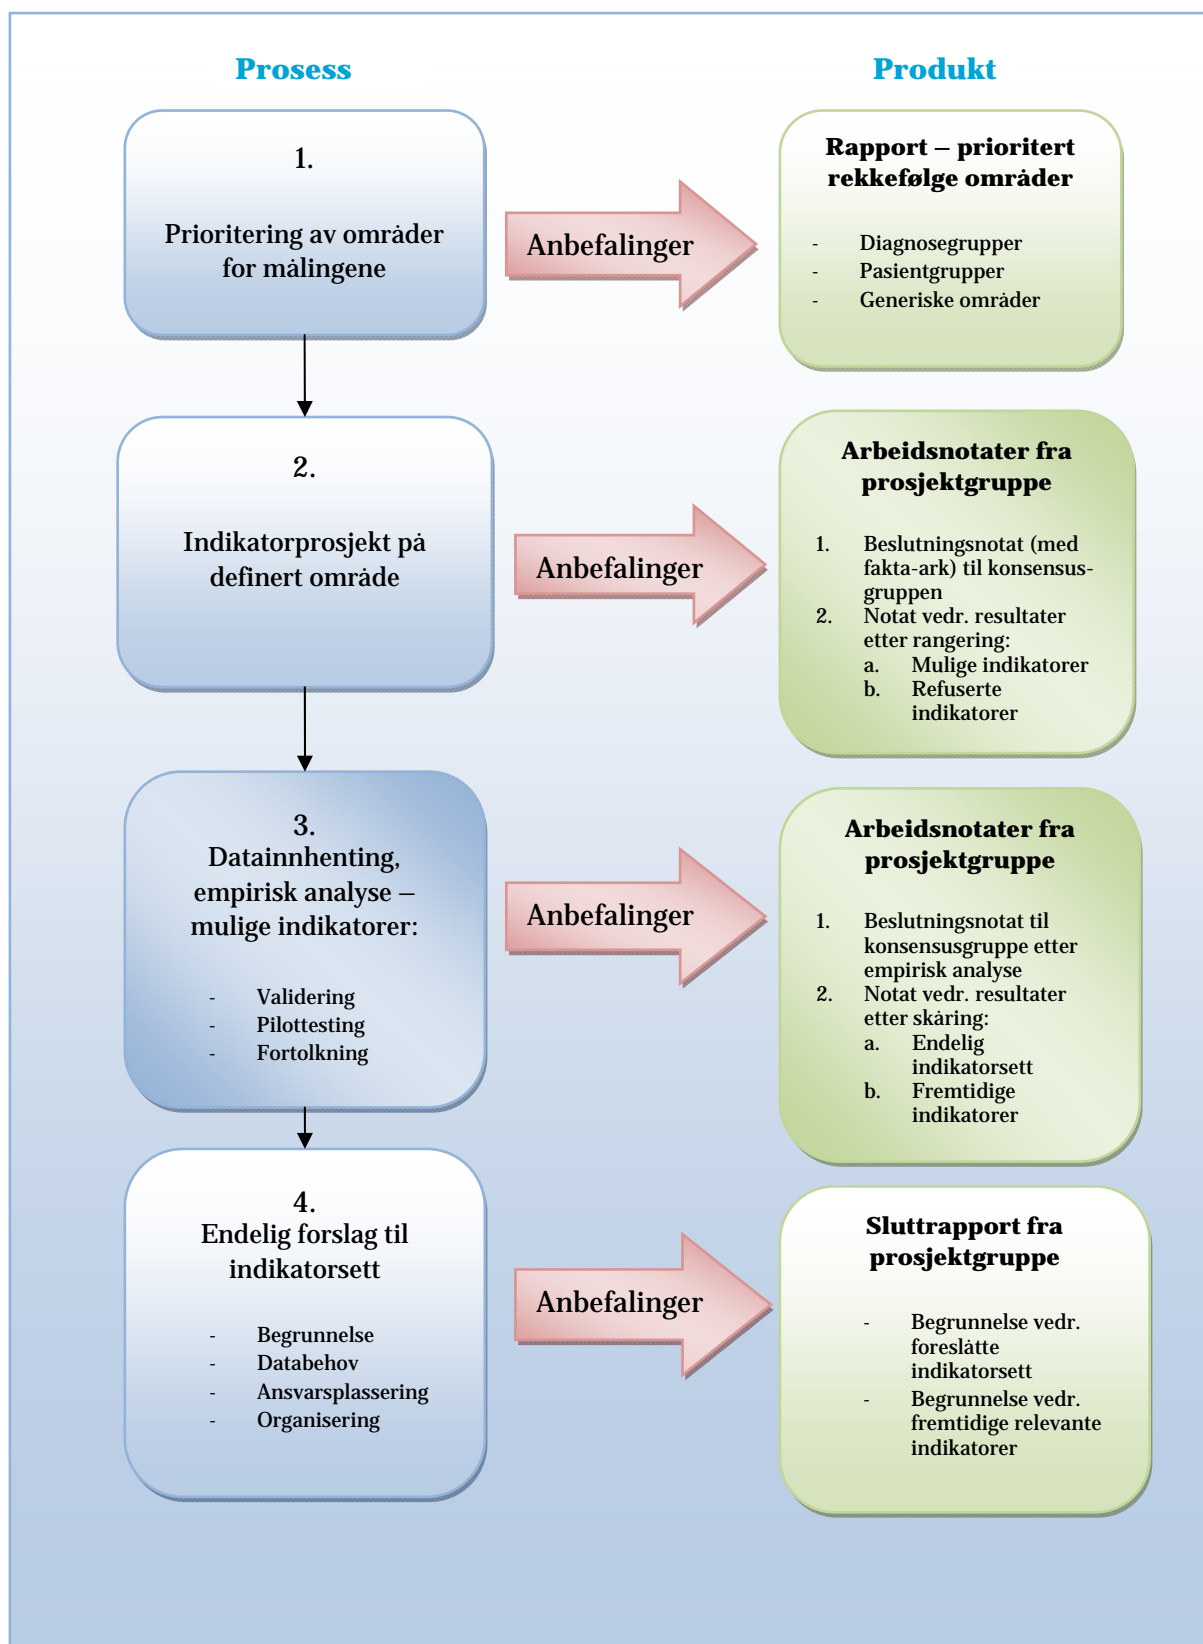 Prosess
Produkt
1.
Prioritering av områder
for målingene
Anbefalinger
Rapport – prioritert
rekkefølge områder
- Diagnosegrupper
- Pasientgrupper
- Generiske områder
2.
Indikatorprosjekt på
definert område
Anbefalinger
Arbeidsnotater fra
prosjektgruppe
1. Beslutningsnotat (med
fakta-ark) til konsensus-
gruppen
2. Notat vedr. resultater
etter rangering:
a. Mulige indikatorer
b. Refuserte
indikatorer
3.
Datainnhenting,
empirisk analyse –
mulige indikatorer:
- Validering
- Pilottesting
- Fortolkning
Anbefalinger
Arbeidsnotater fra
prosjektgruppe
1. Beslutningsnotat til
konsensusgruppe etter
empirisk analyse
2. Notat vedr. resultater
etter skåring:
a. Endelig
indikatorsett
b. Fremtidige
indikatorer
4.
Endelig forslag til
indikatorsett
- Begrunnelse
- Databehov
- Ansvarsplassering
- Organisering
Anbefalinger
Sluttrapport fra
prosjektgruppe
- Begrunnelse vedr.
foreslåtte
indikatorsett
- Begrunnelse vedr.
fremtidige relevante
indikatorer